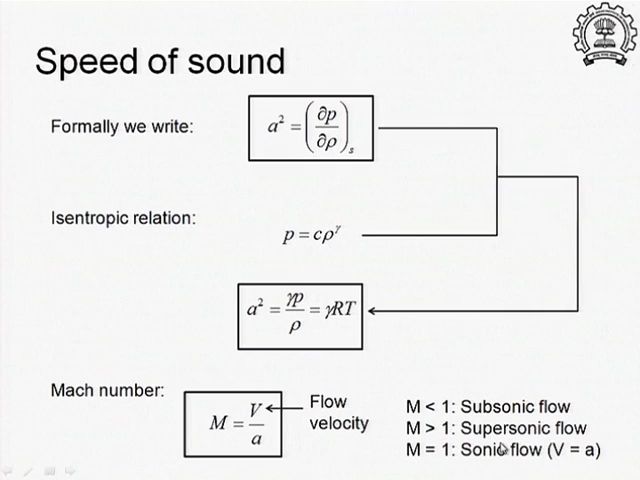 Speed of sound
Formally we write:
a² = (∂p/∂ρ)ₛ
Isentropic relation:
p = cρ^γ
a² = γp/ρ = γRT
Mach number:
M = V/a
Flow
velocity
M < 1: Subsonic flow
M > 1: Supersonic flow
M = 1: Sonic flow (V = a)